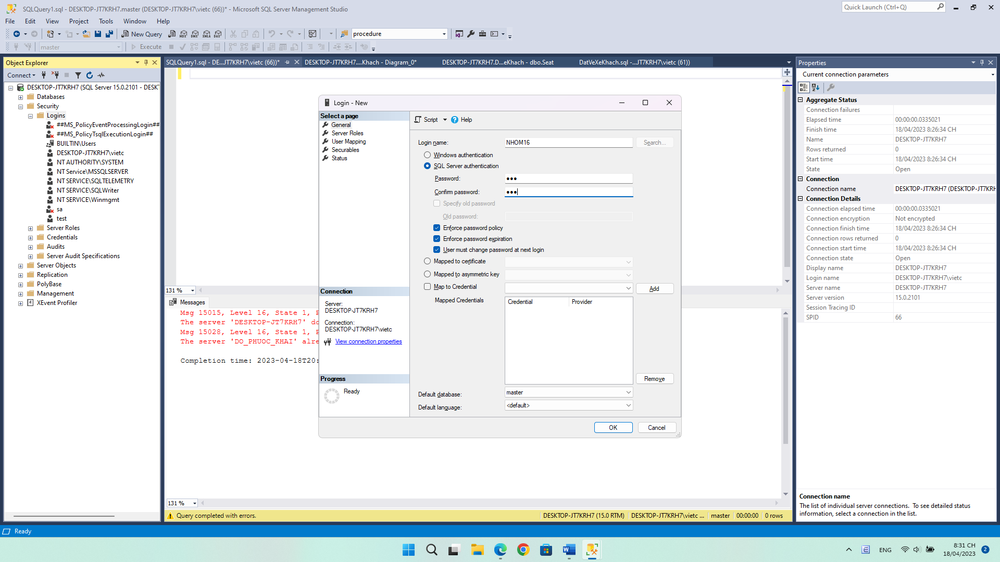 SQLQuery1.sql - DESKTOP-JT7KRH7.master (DESKTOP-JT7KRH7\vietc (66))* - Microsoft SQL Server Management Studio
Quick Launch (Ctrl+Q)
File Edit View Project Tools Window Help
New Query
MDX DMX XMLA DAX
procedure
master
Execute
Object Explorer
Connect
DESKTOP-JT7KRH7 (SQL Server 15.0.2101 - DESKT
Databases
Security
Logins
##MS_PolicyEventProcessingLogin##
##MS_PolicyTsqlExecutionLogin##
BUILTIN\Users
DESKTOP-JT7KRH7\vietc
NT AUTHORITY\SYSTEM
NT Service\MSSQLSERVER
NT SERVICE\SQLTELEMETRY
NT SERVICE\SQLWriter
NT SERVICE\Winmgmt
sa
test
Server Roles
Credentials
Audits
Server Audit Specifications
Server Objects
Replication
PolyBase
Management
XEvent Profiler
SQLQuery1.sql - DE...JT7KRH7\vietc (66))*
DESKTOP-JT7KRH7....Khach - Diagram_0*
DESKTOP-JT7KRH7.D...eKhach - dbo.Seat
DatVeXeKhach.sql -...JT7KRH7\vietc (61))
131 %
Messages
Msg 15015, Level 16, State 1,
The server 'DESKTOP-JT7KRH7' do
Msg 15028, Level 16, State 1,
The server 'DO_PHUOC_KHAI' alre
Completion time: 2023-04-18T20:
131 %
Query completed with errors.
DESKTOP-JT7KRH7 (15.0 RTM)
DESKTOP-JT7KRH7\vietc ...
master
00:00:00
0 rows
Login - New
Select a page
General
Server Roles
User Mapping
Securables
Status
Connection
Server:
DESKTOP-JT7KRH7
Connection:
DESKTOP-JT7KRH7\vietc
View connection properties
Progress
Ready
Script
Help
Login name:
NHOM16
Search...
Windows authentication
SQL Server authentication
Password:
●●●
Confirm password:
●●●
Specify old password
Old password:
Enforce password policy
Enforce password expiration
User must change password at next login
Mapped to certificate
Mapped to asymmetric key
Map to Credential
Add
Mapped Credentials
Credential Provider
Remove
Default database:
master
Default language:
<default>
OK
Cancel
Properties
Current connection parameters
Aggregate Status
Connection failures
Elapsed time 00:00:00.0335021
Finish time 18/04/2023 8:26:34 CH
Name DESKTOP-JT7KRH7
Rows returned 0
Start time 18/04/2023 8:26:34 CH
State Open
Connection
Connection name DESKTOP-JT7KRH7 (DESKTOP-JT7KRH
Connection Details
Connection elapsed time 00:00:00.0335021
Connection encryption Not encrypted
Connection finish time 18/04/2023 8:26:34 CH
Connection rows returned 0
Connection start time 18/04/2023 8:26:34 CH
Connection state Open
Display name DESKTOP-JT7KRH7
Login name DESKTOP-JT7KRH7\vietc
Server name DESKTOP-JT7KRH7
Server version 15.0.2101
Session Tracing ID
SPID 66
Connection name
The list of individual server connections. To see detailed status
information, select a connection in the list.
Ready
ENG
8:31 CH
18/04/2023
2